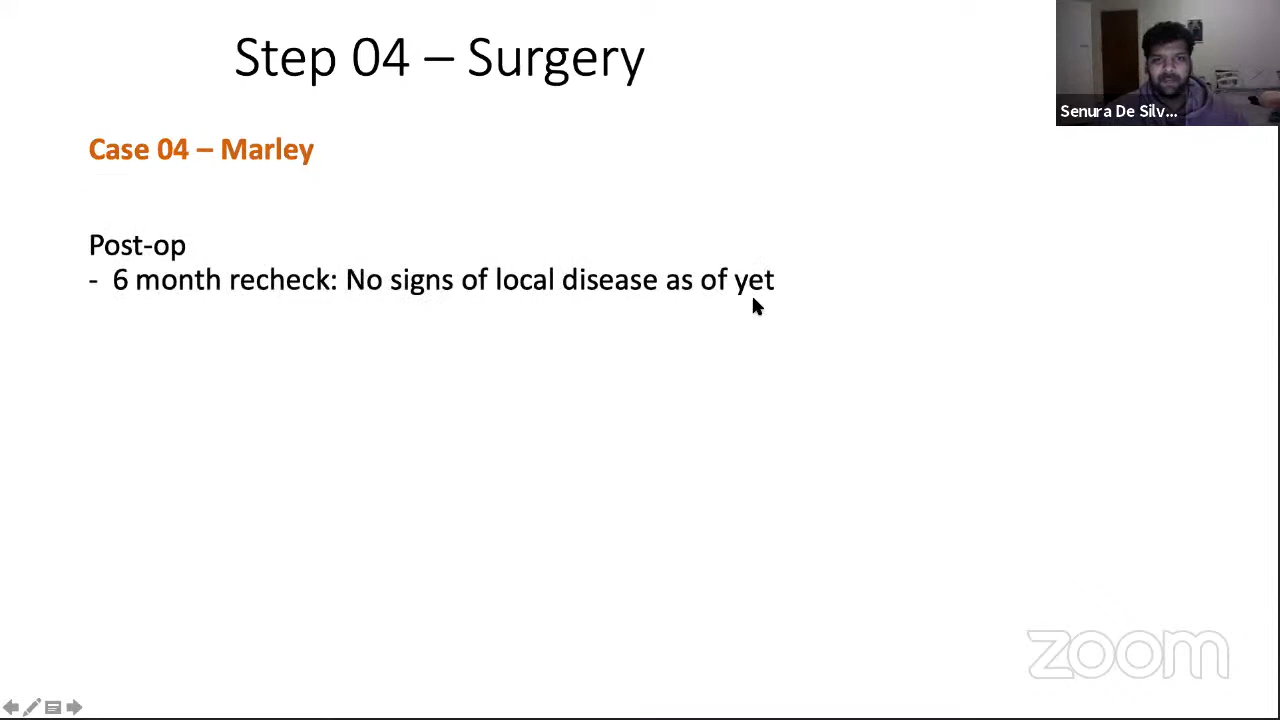 Step 04 – Surgery
Senura De Silv...
Case 04 – Marley
Post-op
- 6 month recheck: No signs of local disease as of yet
zoom